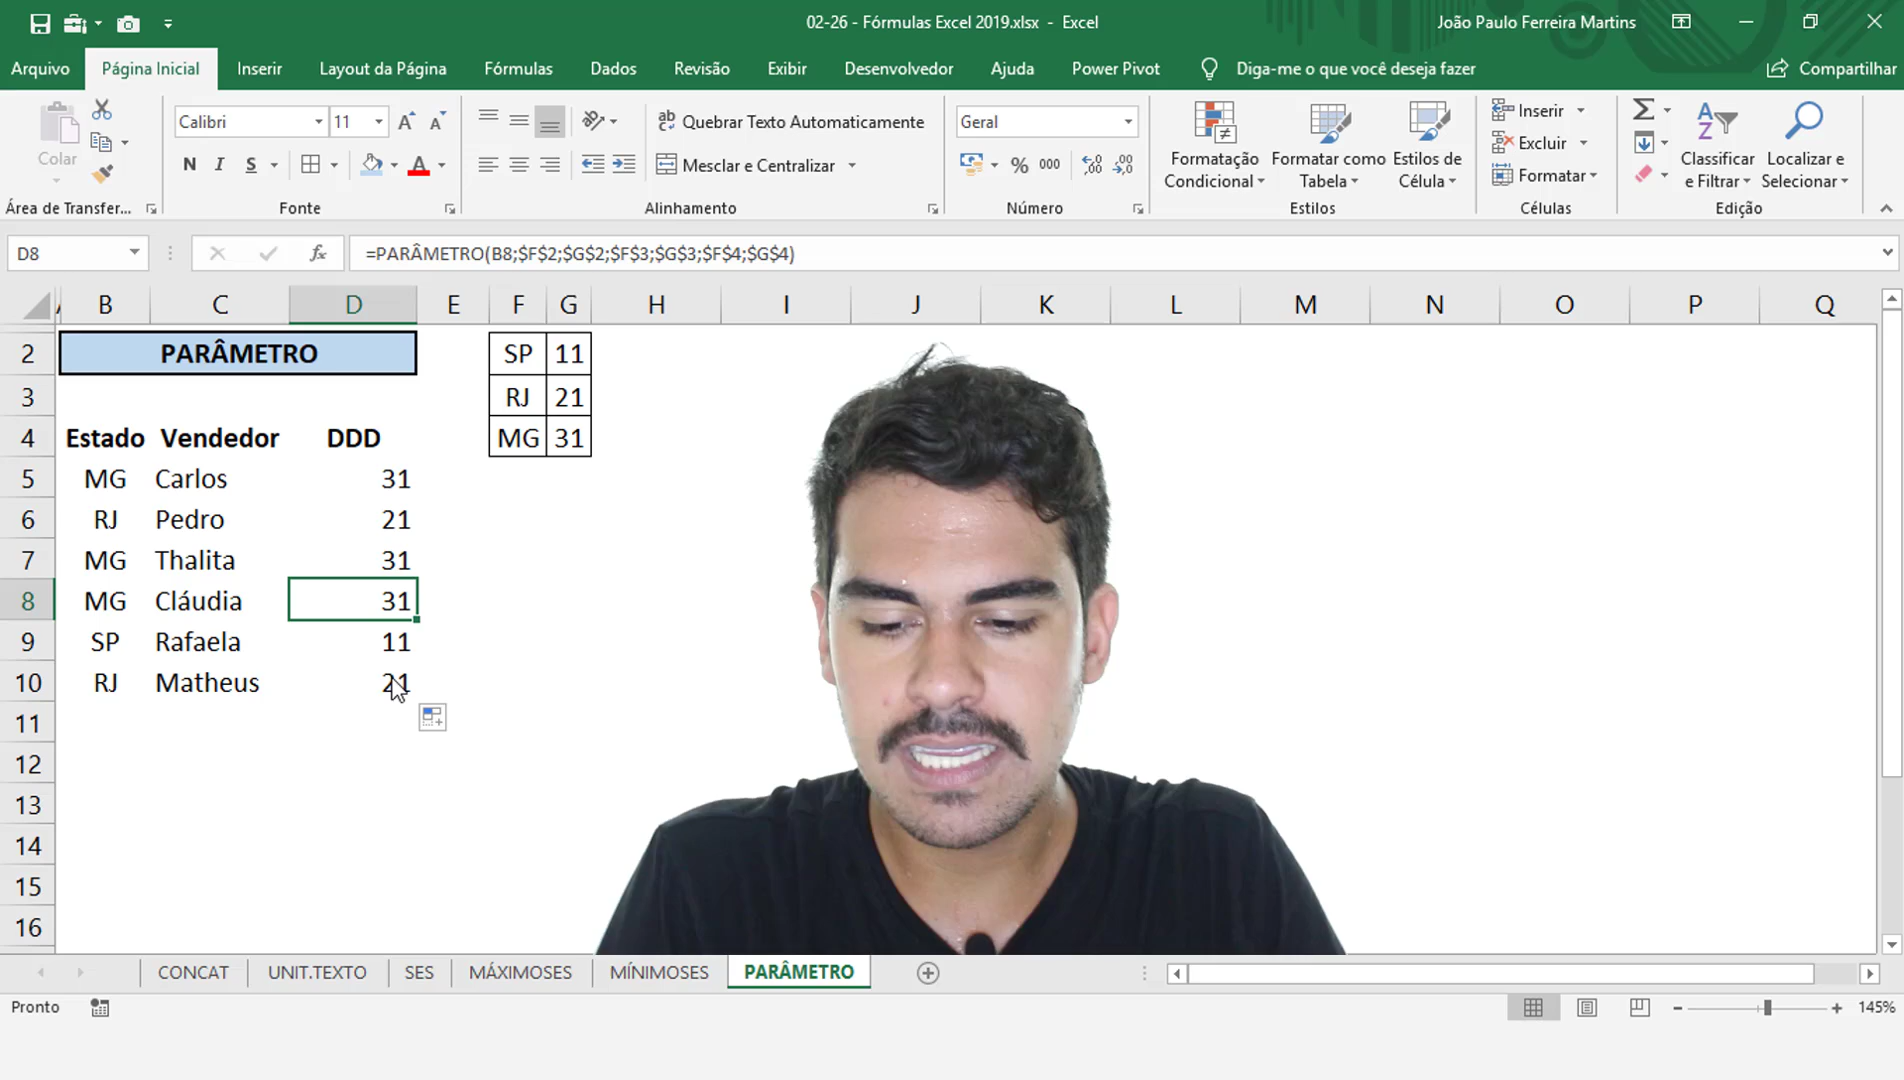 02-26 - Fórmulas Excel 2019.xlsx - Excel
João Paulo Ferreira Martins
Arquivo Página Inicial Inserir Layout da Página Fórmulas Dados Revisão Exibir Desenvolvedor Ajuda Power Pivot Diga-me o que você deseja fazer Compartilhar
Colar
Área de Transfer...
Calibri 11
N I S
Fonte
Quebrar Texto Automaticamente
Mesclar e Centralizar
Alinhamento
Geral
% 000
Número
Formatação Condicional
Formatar como Tabela
Estilos de Célula
Estilos
Inserir
Excluir
Formatar
Células
Classificar e Filtrar
Localizar e Selecionar
Edição
D8 fx =PARÂMETRO(B8;$F$2;$G$2;$F$3;$G$3;$F$4;$G$4)
B C D E F G H I J K L M N O P Q
2 PARÂMETRO SP 11
3 RJ 21
4 Estado Vendedor DDD MG 31
5 MG Carlos 31
6 RJ Pedro 21
7 MG Thalita 31
8 MG Cláudia 31
9 SP Rafaela 11
10 RJ Matheus 21
11
12
13
14
15
16
CONCAT UNIT.TEXTO SES MÁXIMOSES MÍNIMOSES PARÂMETRO
Pronto 145%